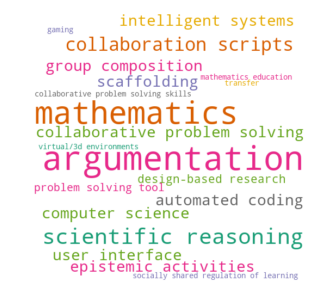 intelligent systems
gaming
collaboration scripts
group composition
mathematics education
scaffolding
transfer
collaborative problem solving skills
mathematics
collaborative problem solving
virtual/3d environments
argumentation
design-based research
problem solving tool
automated coding
computer science
scientific reasoning
user interface
epistemic activities
socially shared regulation of learning